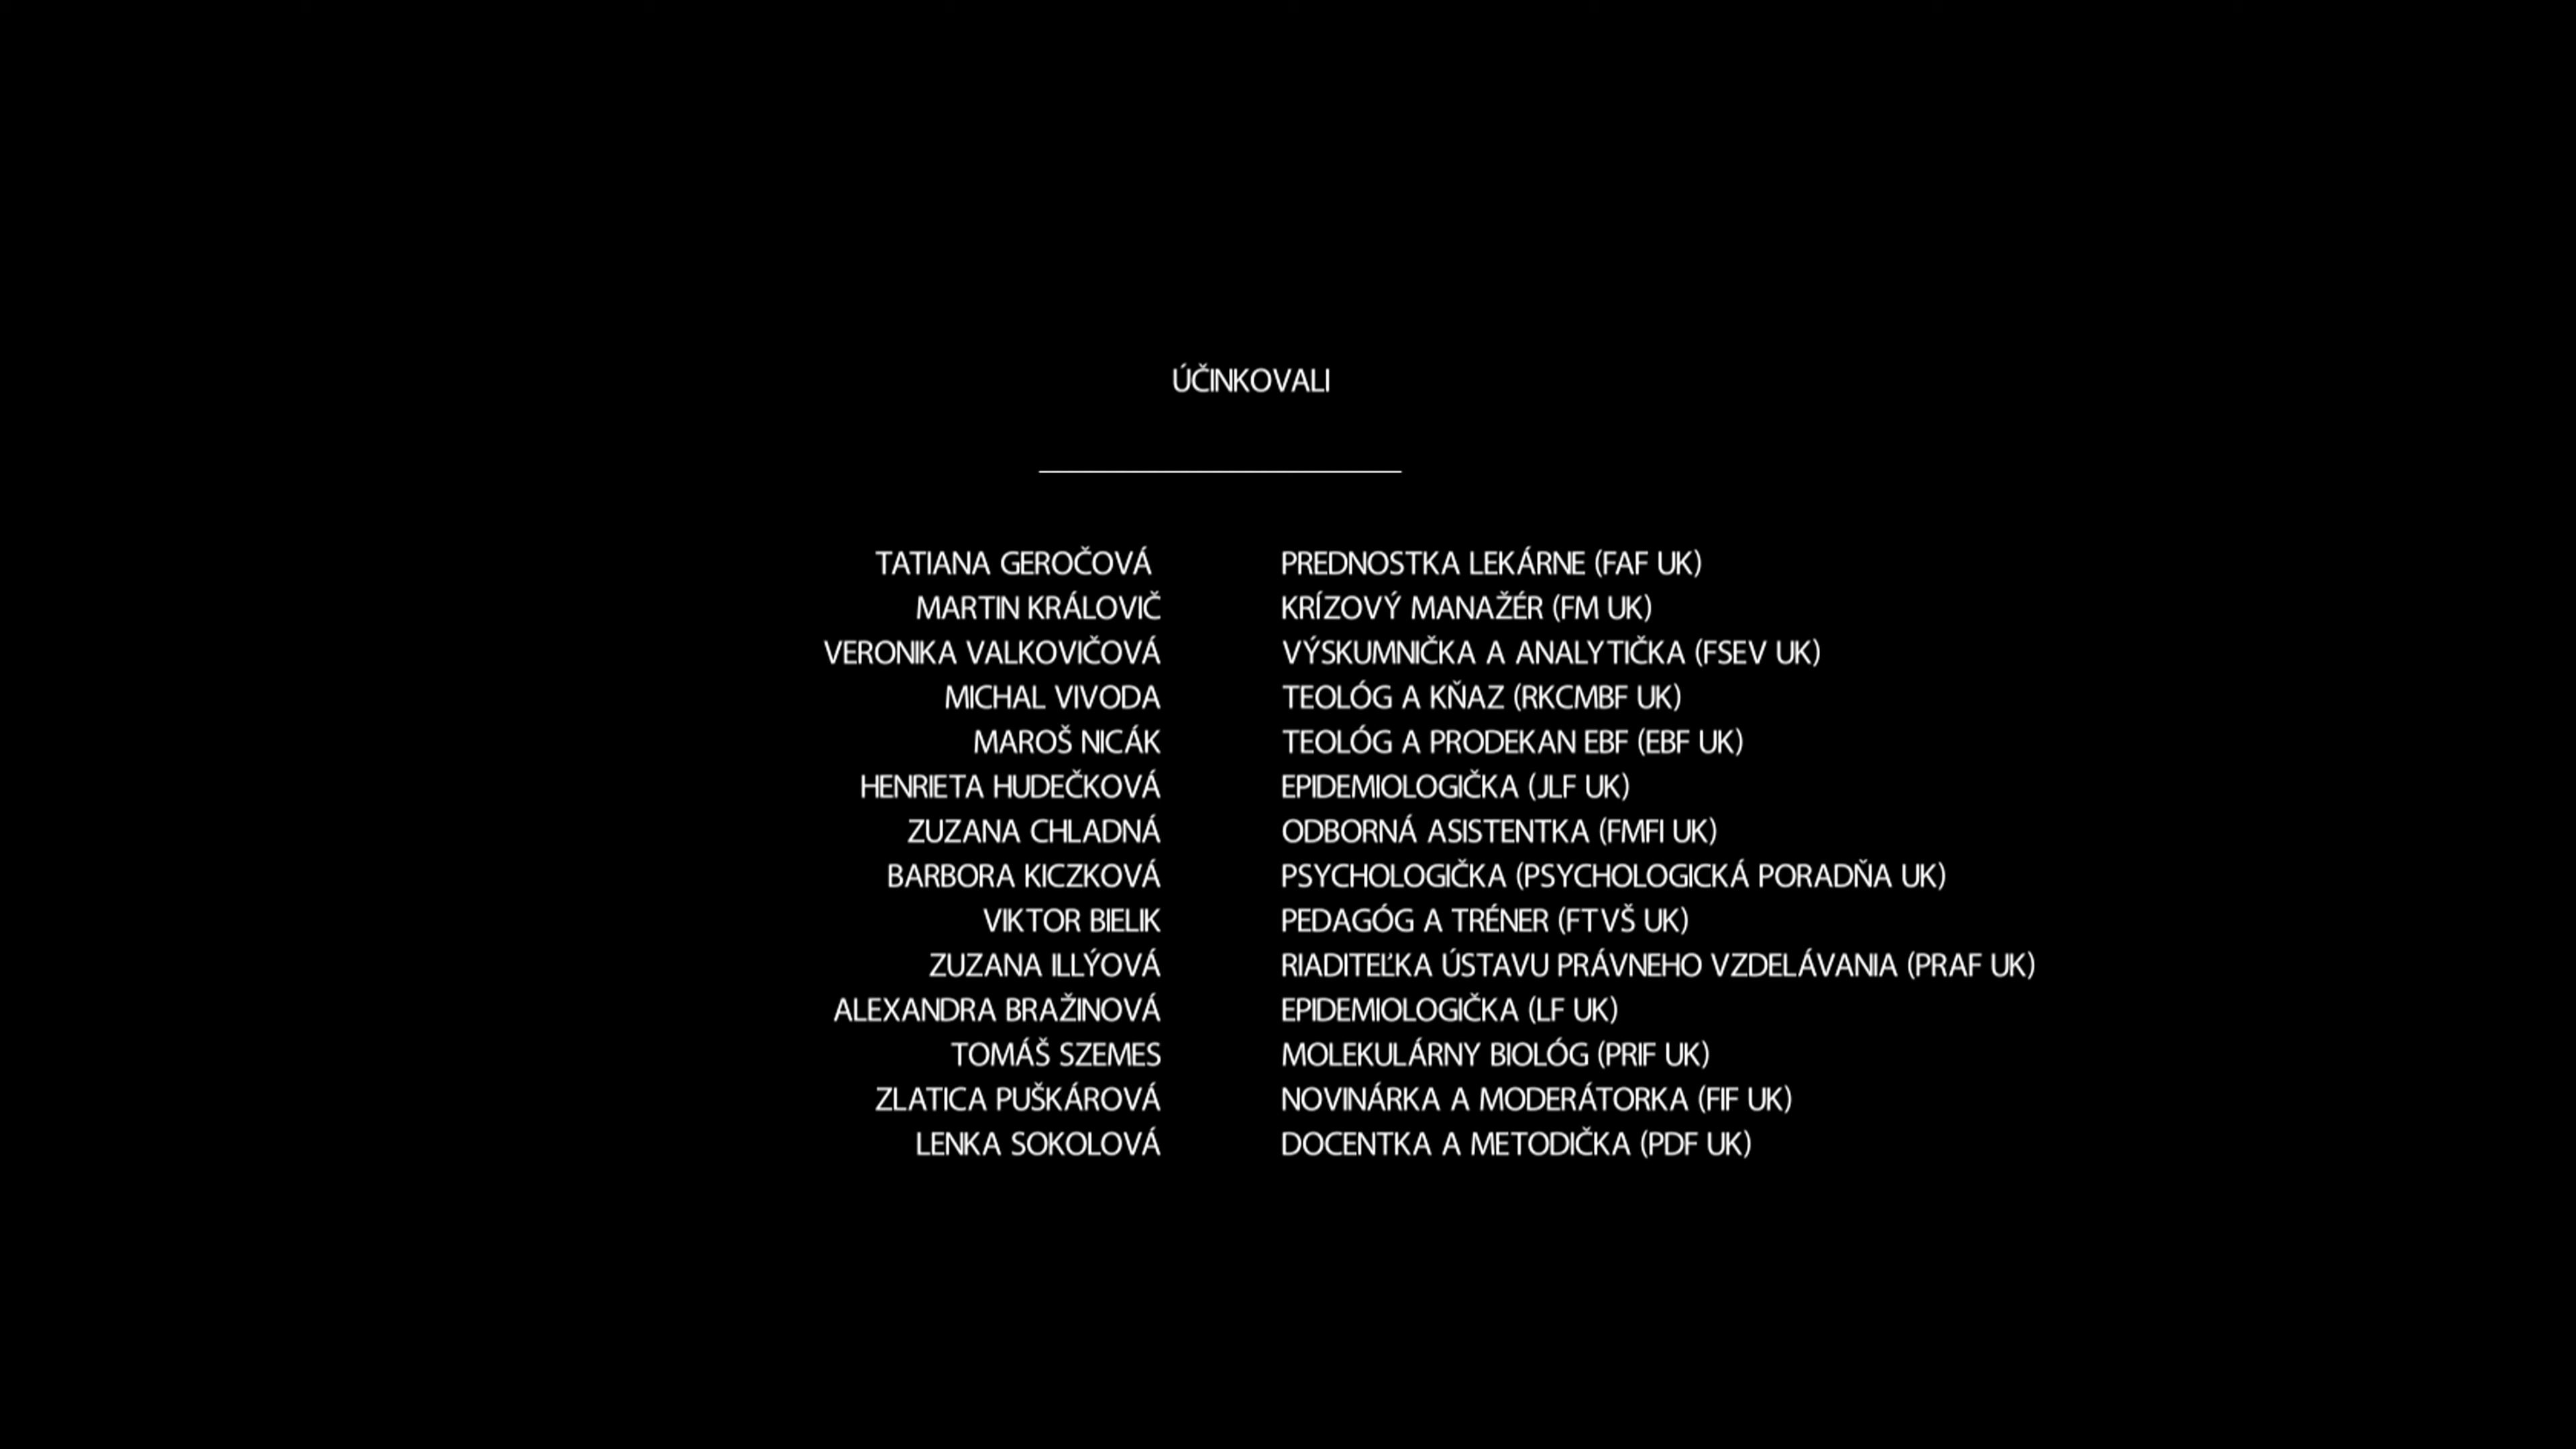 ÚČINKOVALI
TATIANA GEROČOVÁ PREDNOSTKA LEKÁRNE (FAF UK)
MARTIN KRÁLOVIČ KRÍZOVÝ MANAŽÉR (FM UK)
VERONIKA VALKOVIČOVÁ VÝSKUMNIČKA A ANALYTIČKA (FSEV UK)
MICHAL VIVODA TEOLÓG A KŇAZ (RKCMBF UK)
MAROŠ NICÁK TEOLÓG A PRODEKAN EBF (EBF UK)
HENRIETA HUDEČKOVÁ EPIDEMIOLOGIČKA (JLF UK)
ZUZANA CHLADNÁ ODBORNÁ ASISTENTKA (FMFI UK)
BARBORA KICZKOVÁ PSYCHOLOGIČKA (PSYCHOLOGICKÁ PORADŇA UK)
VIKTOR BIELIK PEDAGÓG A TRÉNER (FTVŠ UK)
ZUZANA ILLÝOVÁ RIADITEĽKA ÚSTAVU PRÁVNEHO VZDELÁVANIA (PRAF UK)
ALEXANDRA BRAŽINOVÁ EPIDEMIOLOGIČKA (LF UK)
TOMÁŠ SZEMES MOLEKULÁRNY BIOLÓG (PRIF UK)
ZLATICA PUŠKÁROVÁ NOVINÁRKA A MODERÁTORKA (FIF UK)
LENKA SOKOLOVÁ DOCENTKA A METODIČKA (PDF UK)